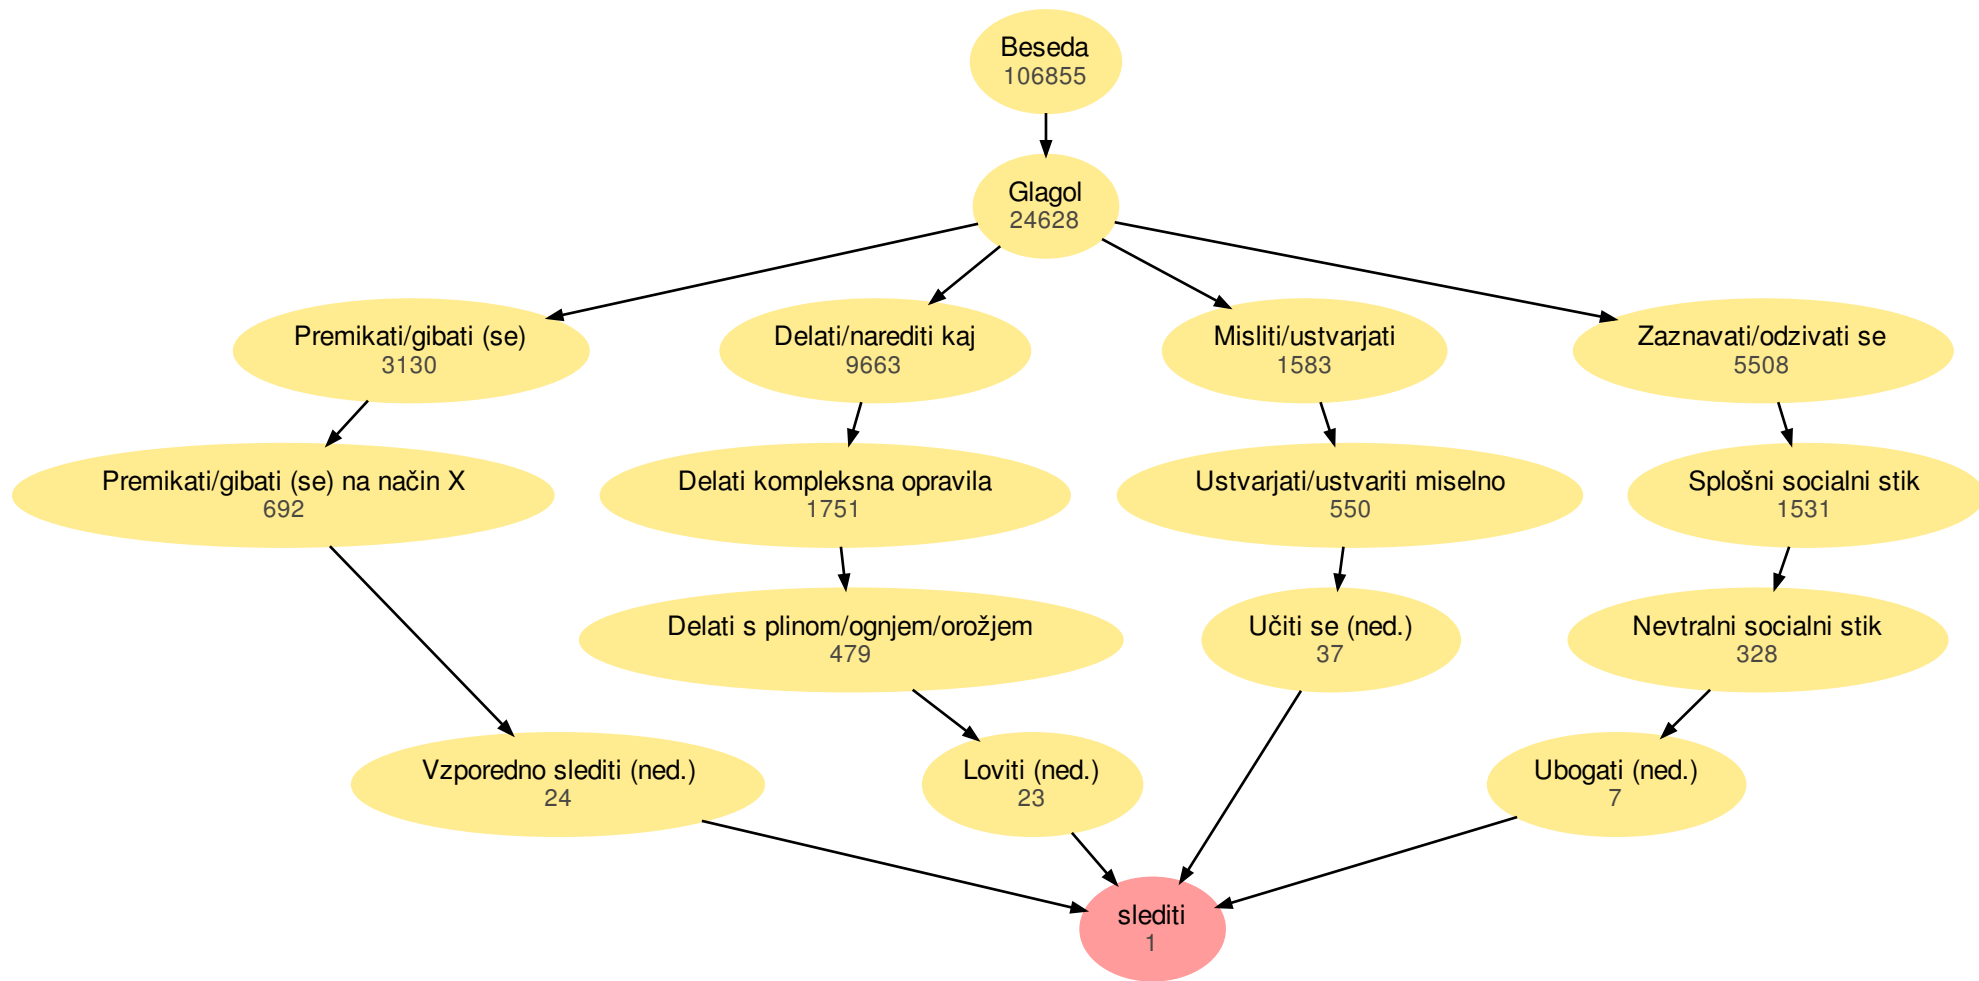 Beseda
106855
Glagol
24628
Premikati/gibati (se)
3130
Delati/narediti kaj
9663
Misliti/ustvarjati
1583
Zaznavati/odzivati se
5508
Premikati/gibati (se) na način X
692
Delati kompleksna opravila
1751
Ustvarjati/ustvariti miselno
550
Splošni socialni stik
1531
Delati s plinom/ognjem/orožjem
479
Učiti se (ned.)
37
Nevtralni socialni stik
328
Vzporedno slediti (ned.)
24
Loviti (ned.)
23
Ubogati (ned.)
7
slediti
1